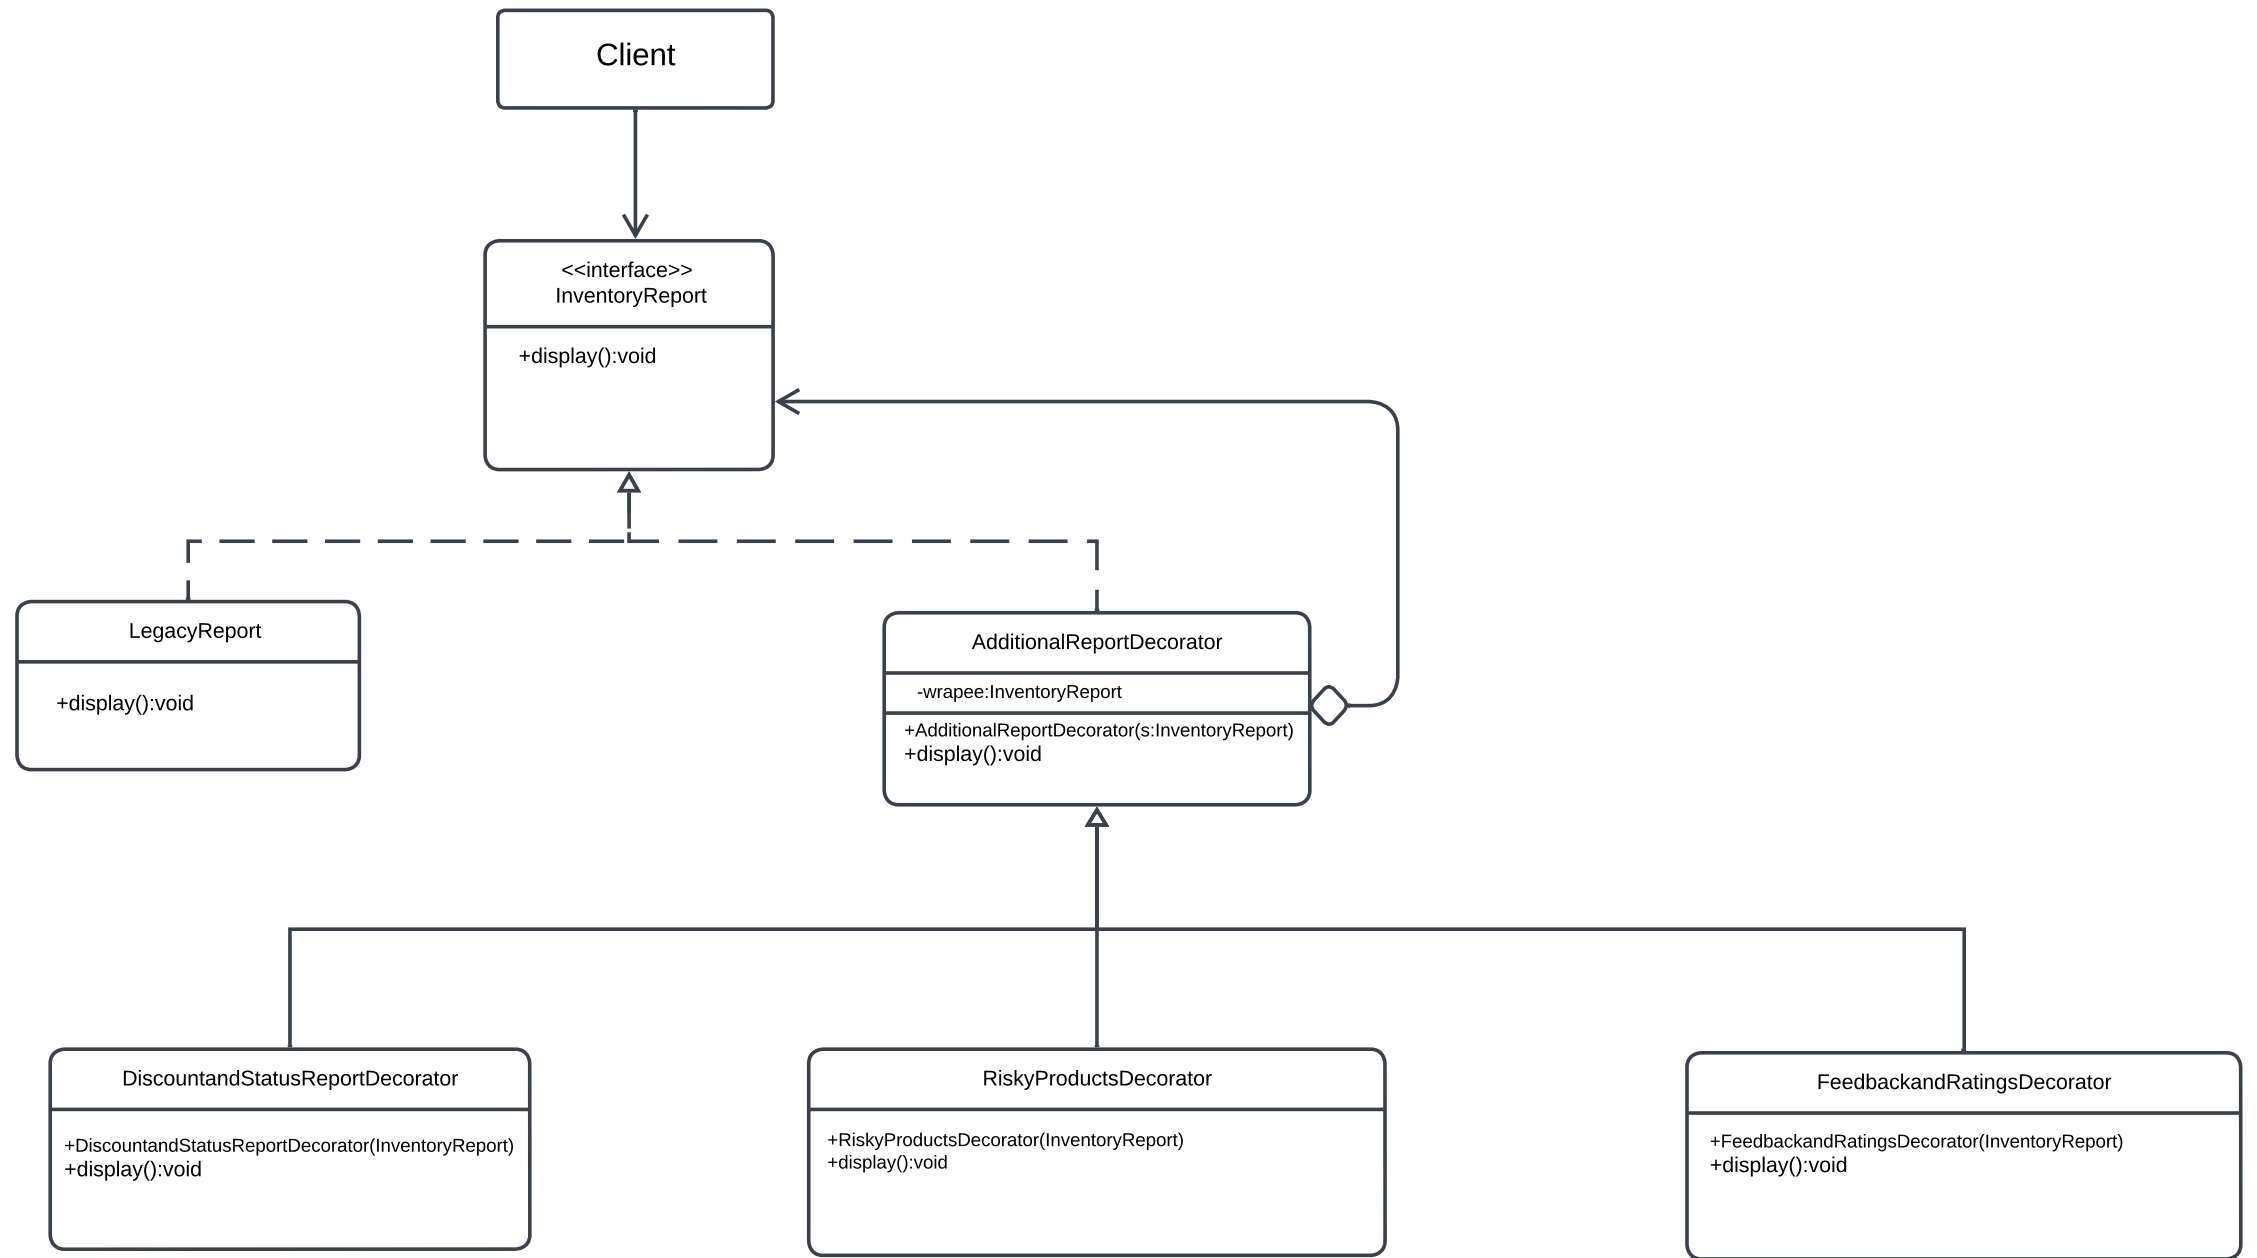 Client
<<interface>>
InventoryReport
+display():void
LegacyReport
+display():void
AdditionalReportDecorator
-wrapee:InventoryReport
+AdditionalReportDecorator(s:InventoryReport)
+display():void
DiscountandStatusReportDecorator
+DiscountandStatusReportDecorator(InventoryReport)
+display():void
RiskyProductsDecorator
+RiskyProductsDecorator(InventoryReport)
+display():void
FeedbackandRatingsDecorator
+FeedbackandRatingsDecorator(InventoryReport)
+display():void